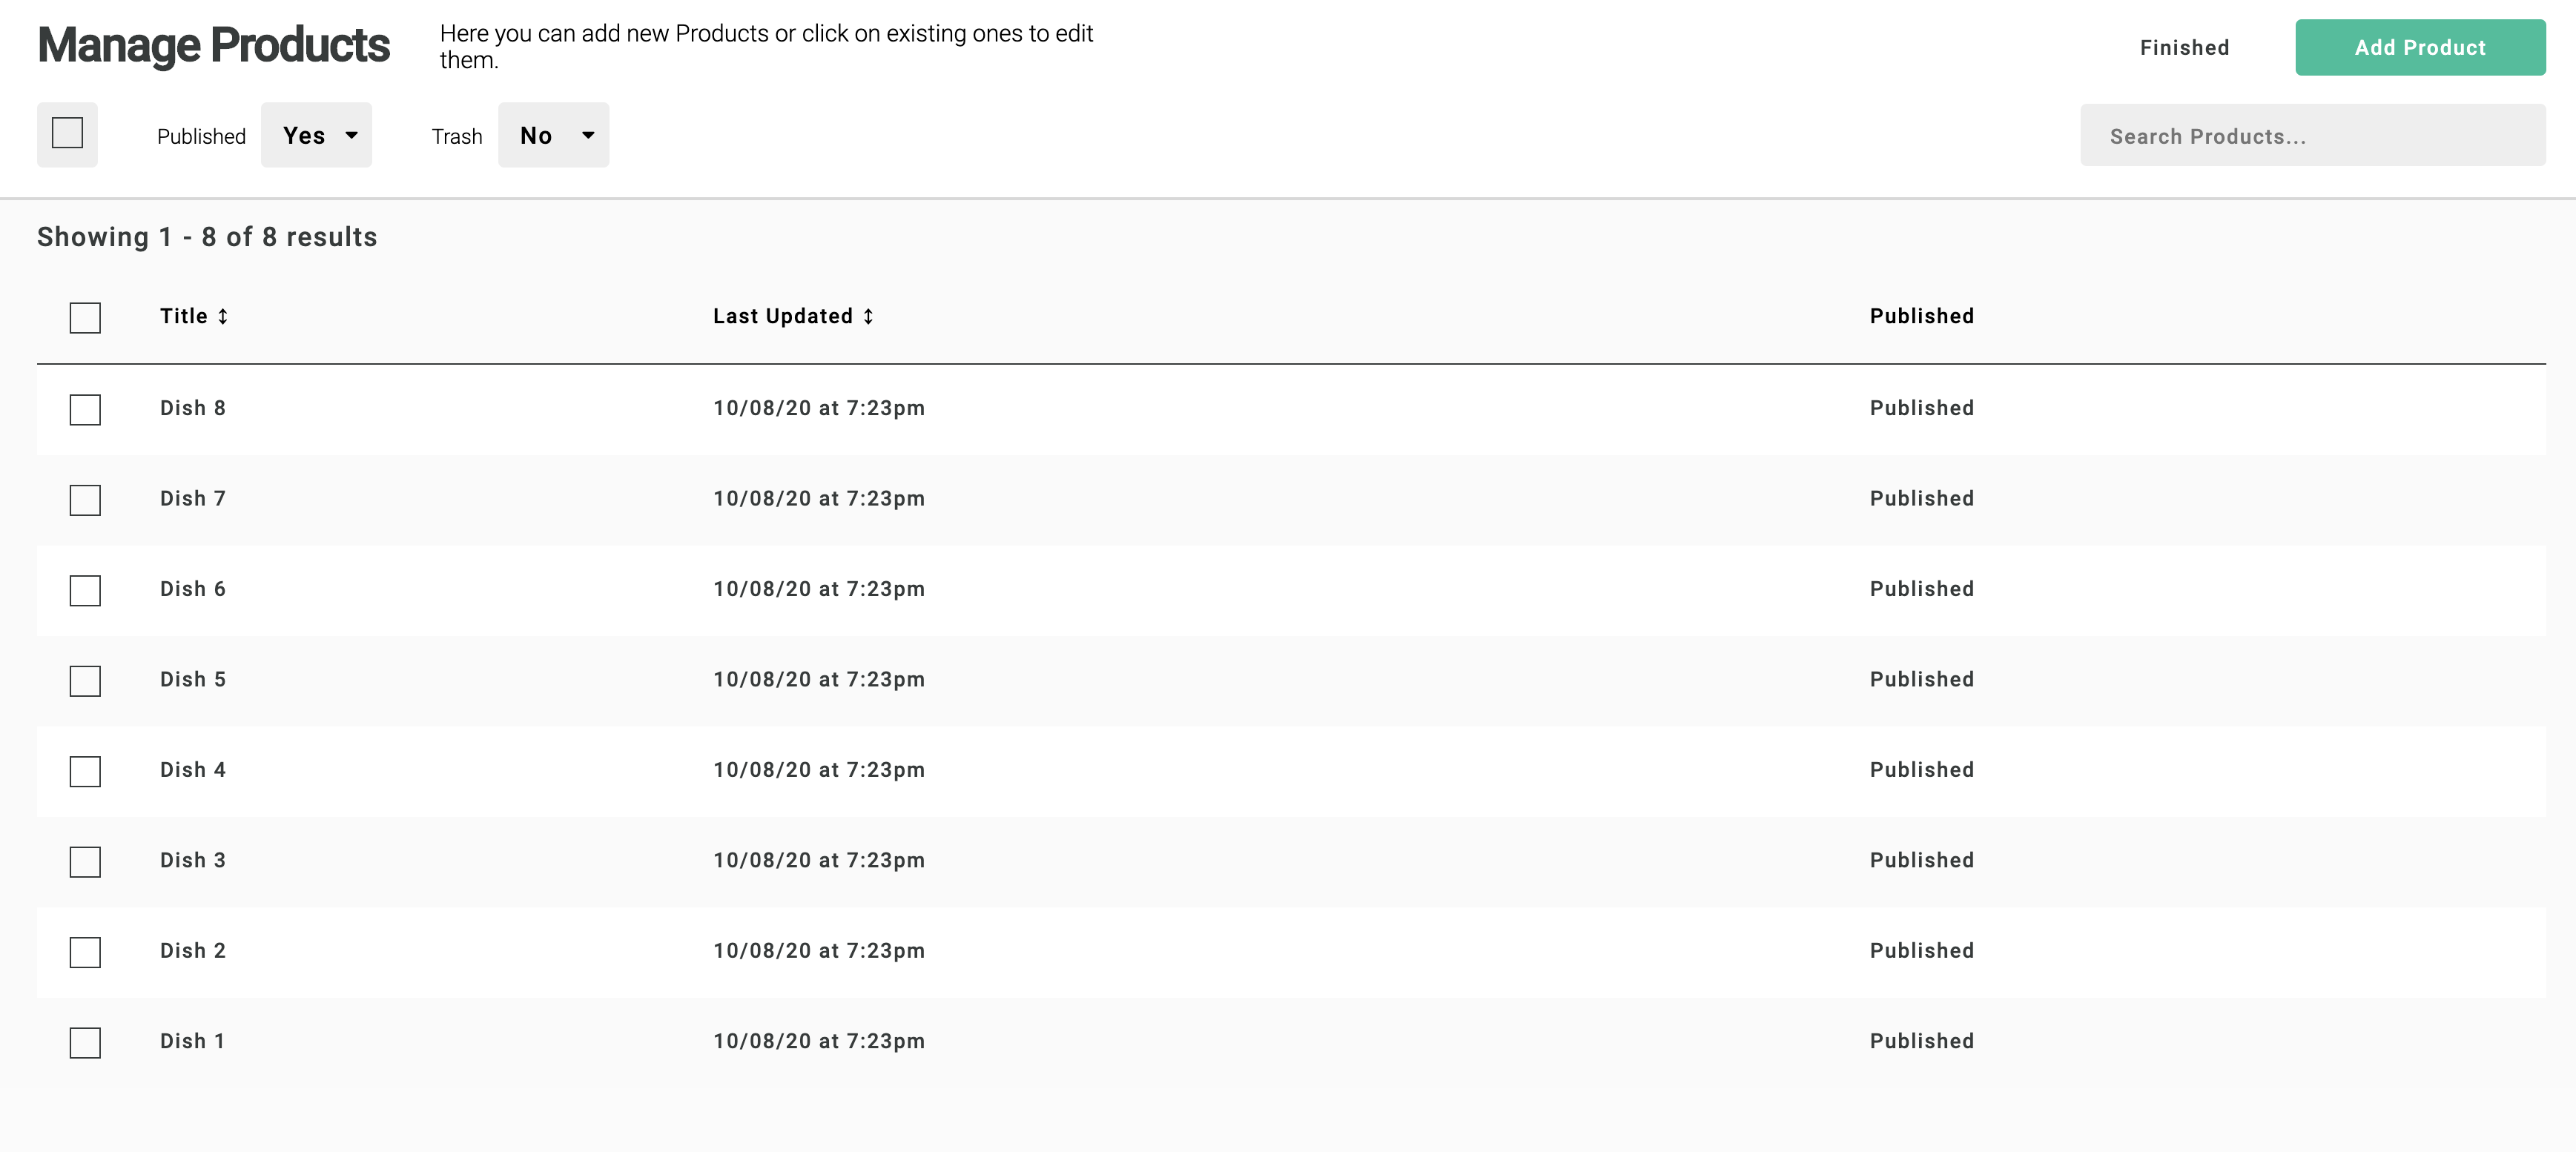 Manage Products
Here you can add new Products or click on existing ones to edit
them.
Finished
Add Product
Published
Yes
Trash
No
Search Products...
Showing 1 - 8 of 8 results
Title Last Updated Published
Dish 8 10/08/20 at 7:23pm Published
Dish 7 10/08/20 at 7:23pm Published
Dish 6 10/08/20 at 7:23pm Published
Dish 5 10/08/20 at 7:23pm Published
Dish 4 10/08/20 at 7:23pm Published
Dish 3 10/08/20 at 7:23pm Published
Dish 2 10/08/20 at 7:23pm Published
Dish 1 10/08/20 at 7:23pm Published